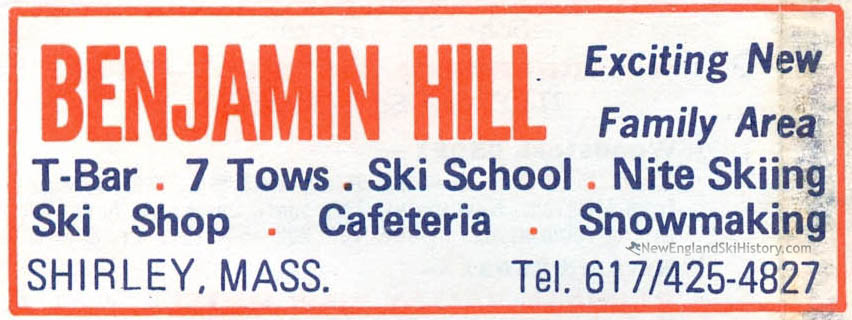 BENJAMIN HILL
Exciting New
Family Area
T-Bar . 7 Tows . Ski School . Nite Skiing
Ski Shop . Cafeteria . Snowmaking
NewEnglandSkiHistory.com
SHIRLEY, MASS. Tel. 617/425-4827